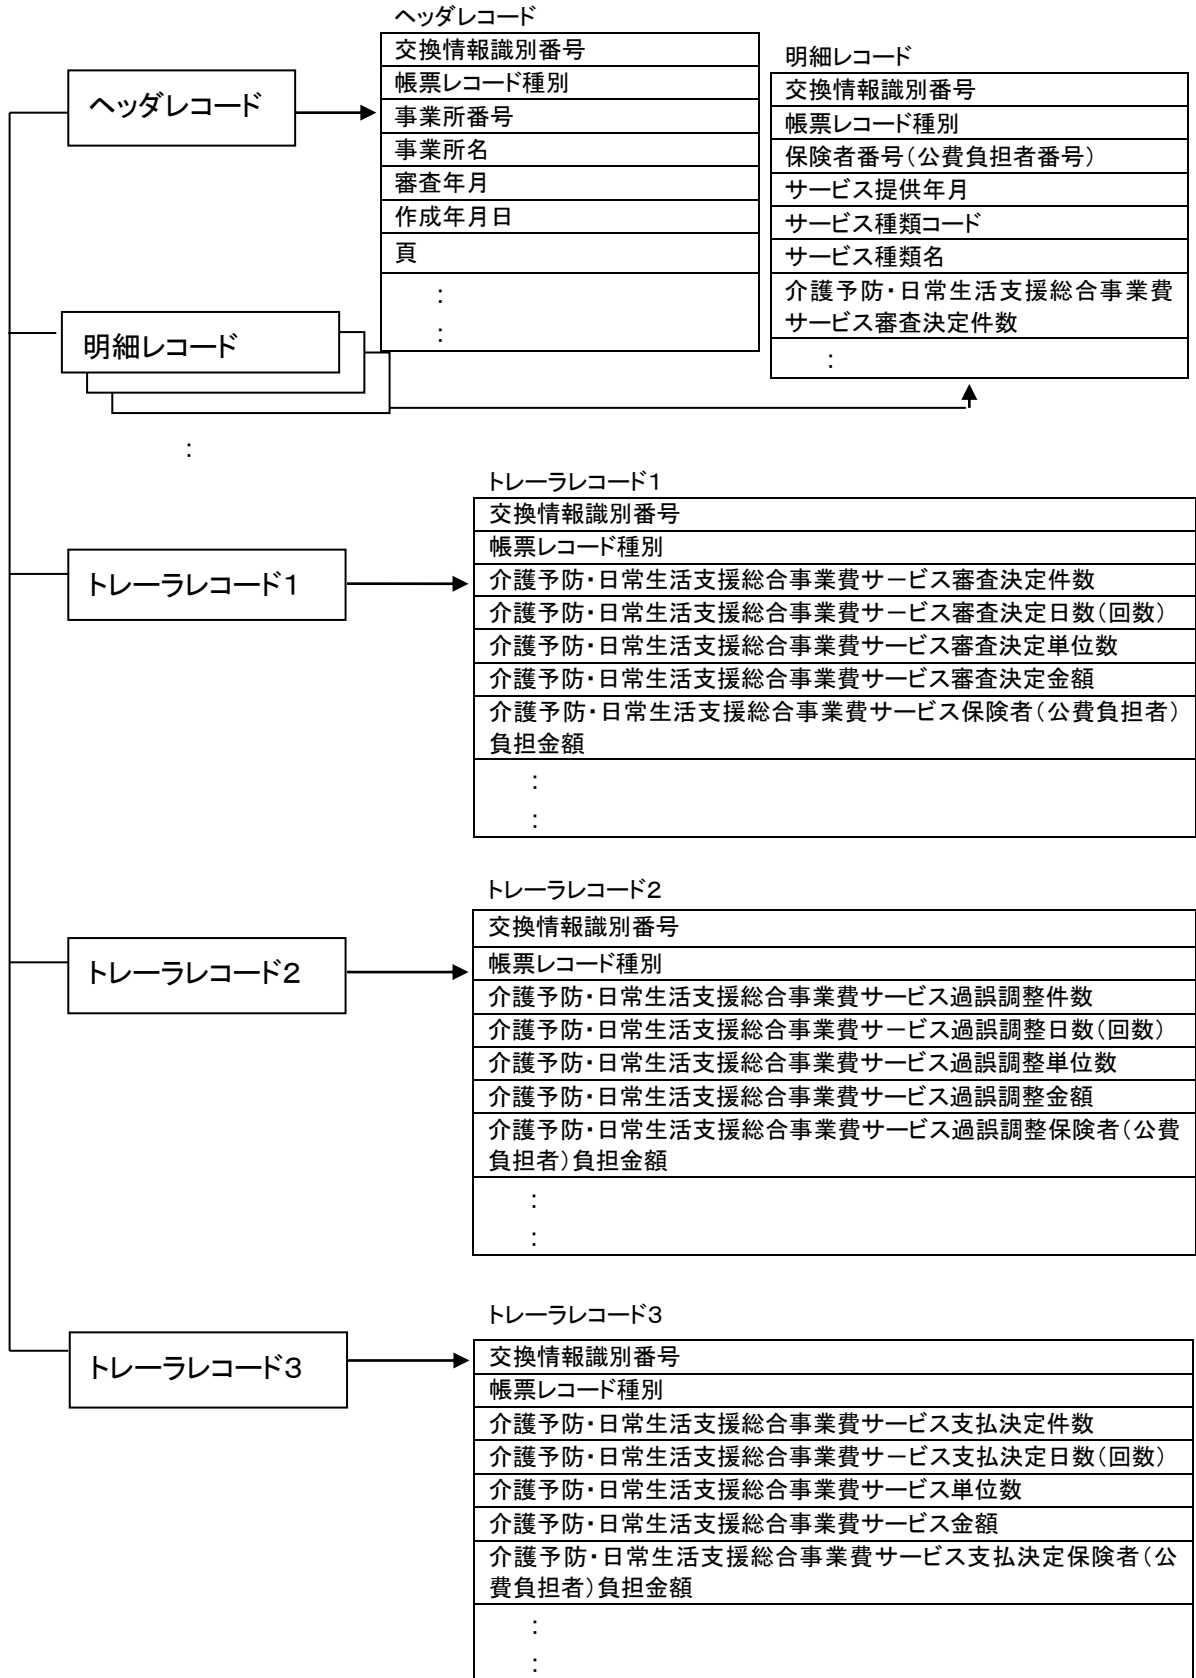 ヘッダレコード
ヘッダレコード
交換情報識別番号
帳票レコード種別
事業所番号
事業所名
審査年月
作成年月日
頁
:
:
明細レコード
交換情報識別番号
帳票レコード種別
保険者番号(公費負担者番号)
サービス提供年月
サービス種類コード
サービス種類名
介護予防・日常生活支援総合事業費
サービス審査決定件数
:
明細レコード
:
トレーラレコード1
トレーラレコード1
交換情報識別番号
帳票レコード種別
介護予防・日常生活支援総合事業費サービス審査決定件数
介護予防・日常生活支援総合事業費サービス審査決定日数(回数)
介護予防・日常生活支援総合事業費サービス審査決定単位数
介護予防・日常生活支援総合事業費サービス審査決定金額
介護予防・日常生活支援総合事業費サービス保険者(公費負担者)
負担金額
:
:
トレーラレコード2
トレーラレコード2
交換情報識別番号
帳票レコード種別
介護予防・日常生活支援総合事業費サービス過誤調整件数
介護予防・日常生活支援総合事業費サービス過誤調整日数(回数)
介護予防・日常生活支援総合事業費サービス過誤調整単位数
介護予防・日常生活支援総合事業費サービス過誤調整金額
介護予防・日常生活支援総合事業費サービス過誤調整保険者(公費
負担者)負担金額
:
:
トレーラレコード3
トレーラレコード3
交換情報識別番号
帳票レコード種別
介護予防・日常生活支援総合事業費サービス支払決定件数
介護予防・日常生活支援総合事業費サービス支払決定日数(回数)
介護予防・日常生活支援総合事業費サービス単位数
介護予防・日常生活支援総合事業費サービス金額
介護予防・日常生活支援総合事業費サービス支払決定保険者(公
費負担者)負担金額
:
: